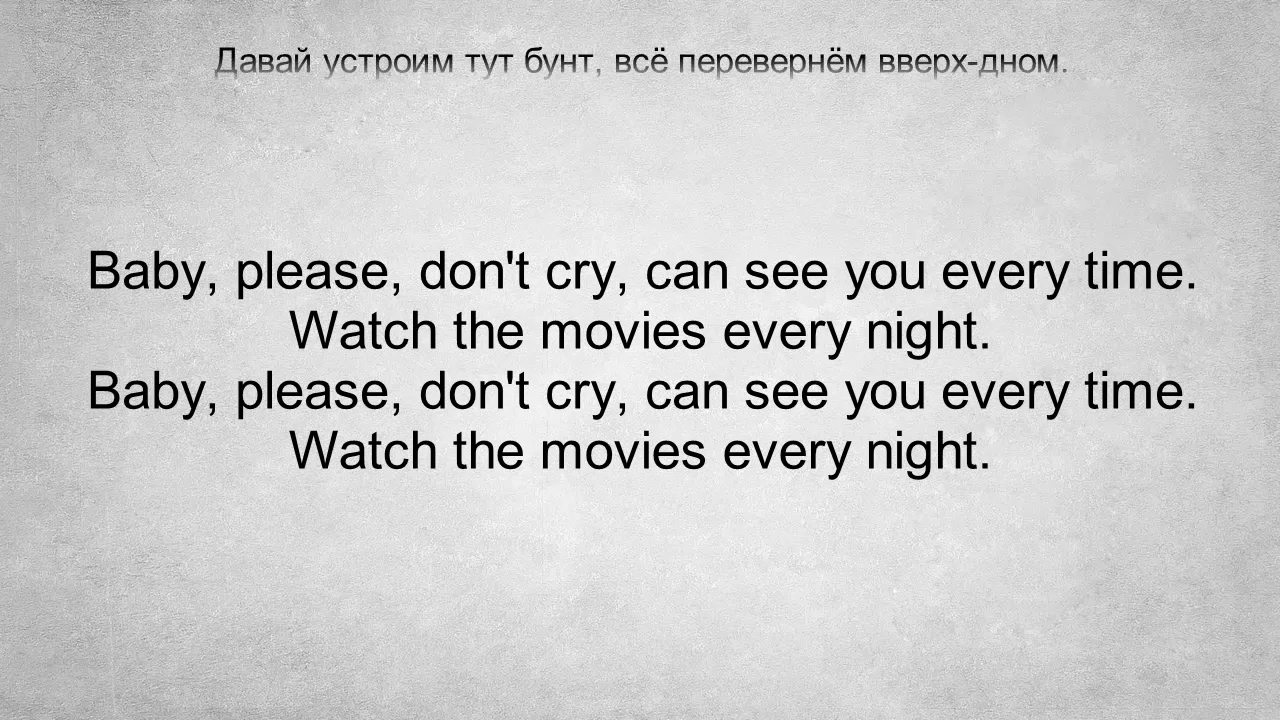 Давай устроим тут бунт, всё перевернём вверх-дном.
Baby, please, don't cry, can see you every time.
Watch the movies every night.
Baby, please, don't cry, can see you every time.
Watch the movies every night.